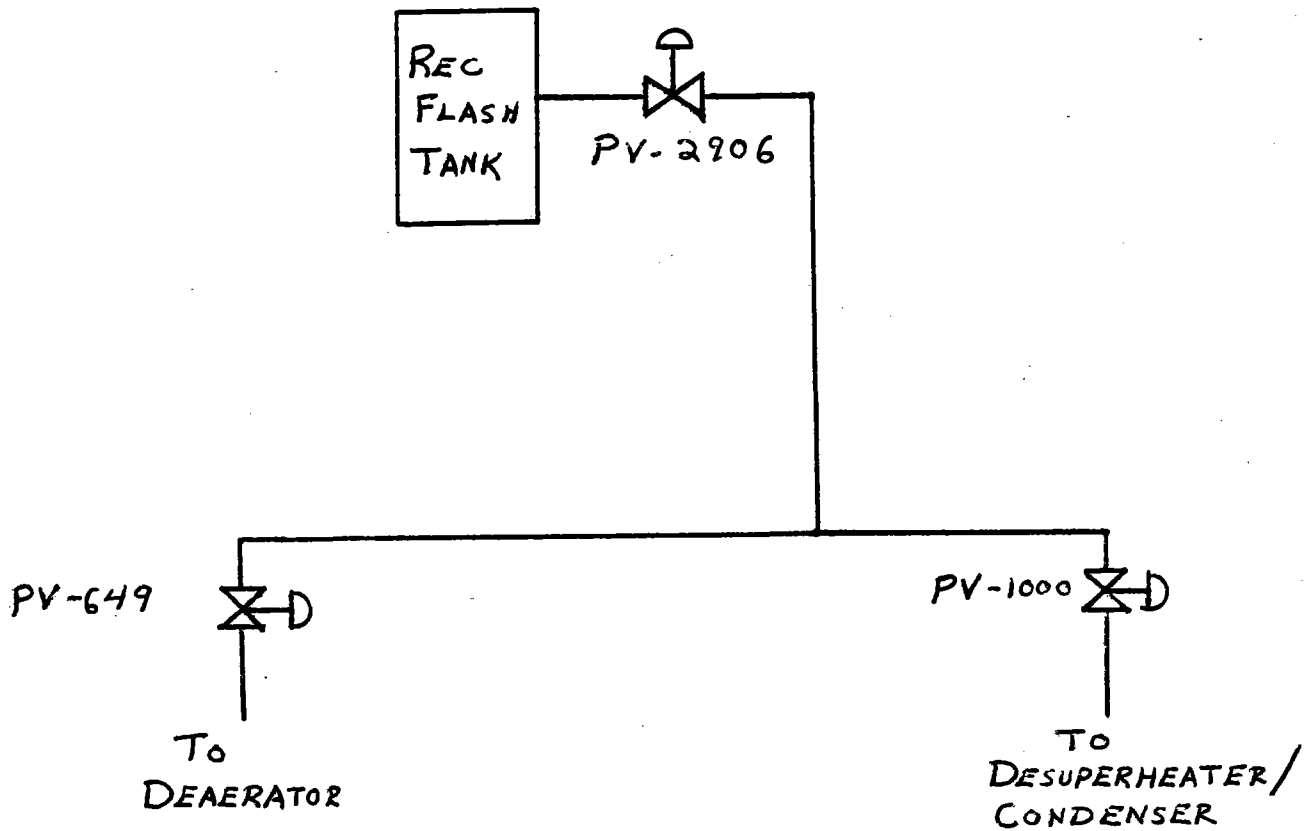 REC
FLASH
TANK
PV-2906
PV-649
PV-1000
TO
DEAERATOR
TO
DESUPERHEATER/
CONDENSER